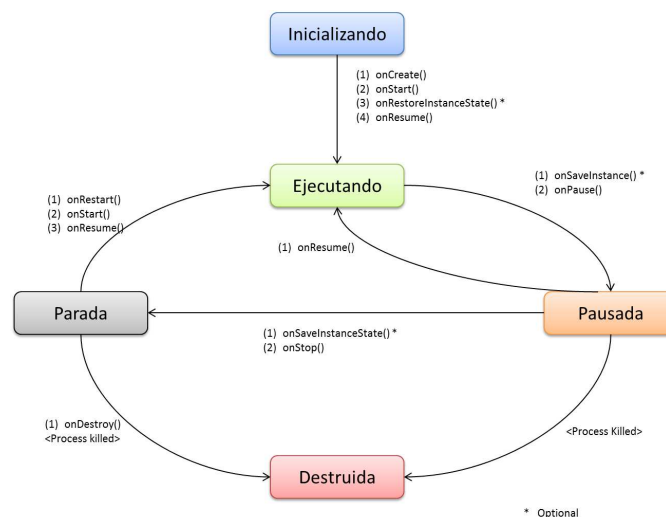 Inicializando
(1) onCreate()
(2) onStart()
(3) onRestoreInstanceState() *
(4) onResume()
Ejecutando
(1) onSaveInstance() *
(2) onPause()
(1) onRestart()
(2) onStart()
(3) onResume()
(1) onResume()
Parada
Pausada
(1) onSaveInstanceState() *
(2) onStop()
(1) onDestroy()
<Process killed>
<Process Killed>
Destruida
* Optional